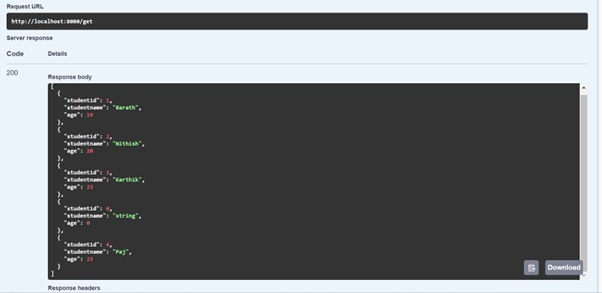 Request URL
http://localhost:8080/get
Server response
Code Details
200
Response body
[
{
"studentid": 1,
"studentname": "Barath",
"age": 19
},
{
"studentid": 2,
"studentname": "Nithish",
"age": 20
},
{
"studentid": 3,
"studentname": "Karthik",
"age": 23
},
{
"studentid": 0,
"studentname": "string",
"age": 0
},
{
"studentid": 4,
"studentname": "Paj",
"age": 23
}
]
Download
Response headers